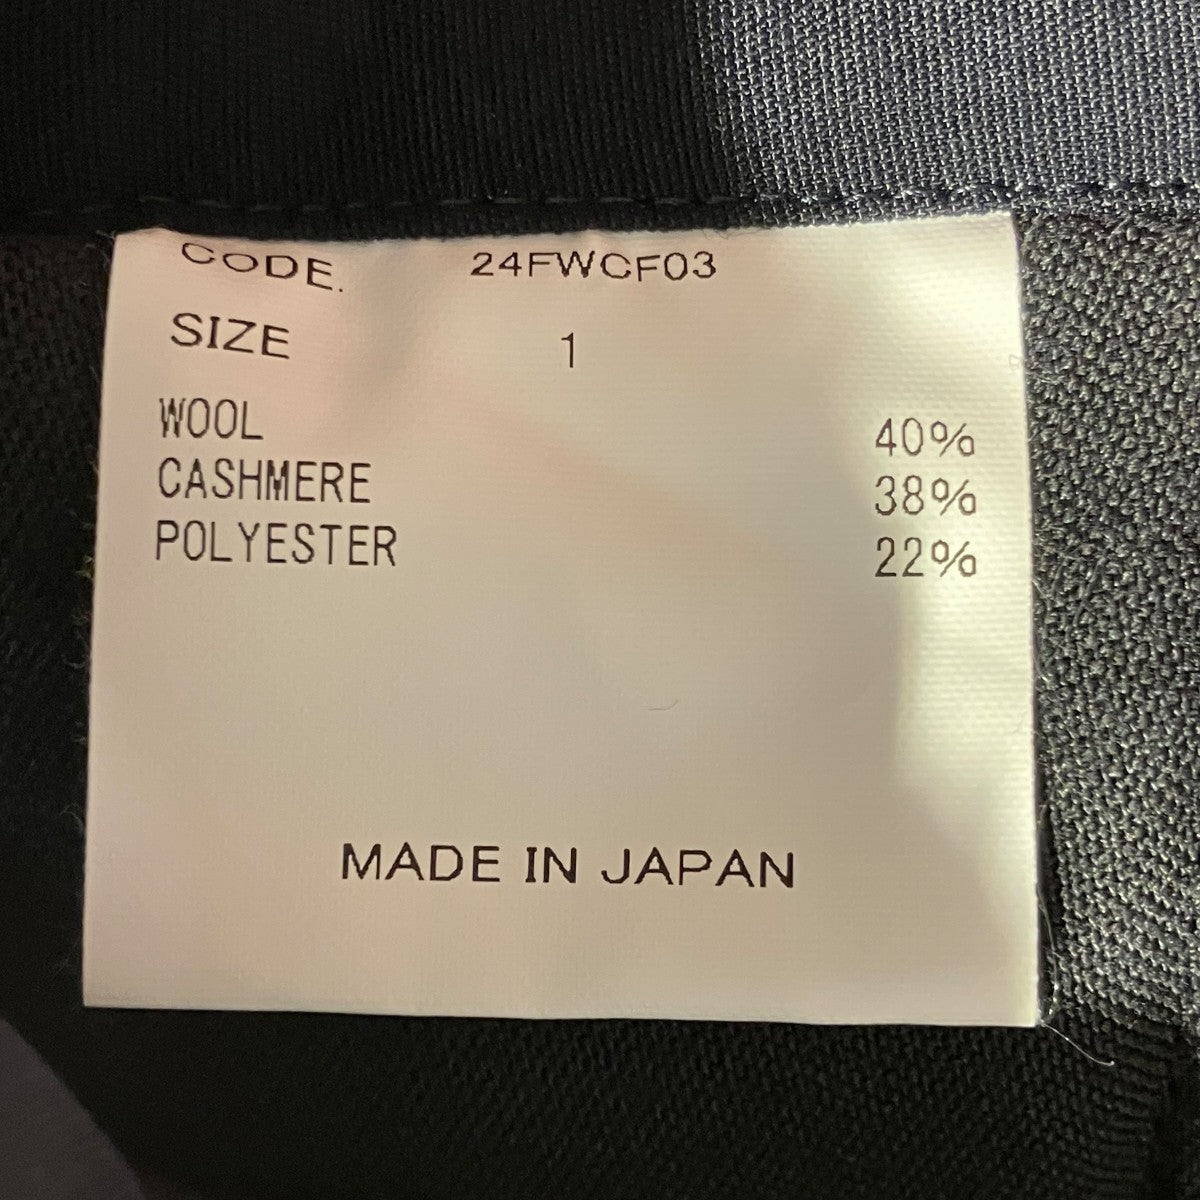 CODE. 24FWCF03
SIZE 1
WOOL 40%
CASHMERE 38%
POLYESTER 22%
MADE IN JAPAN